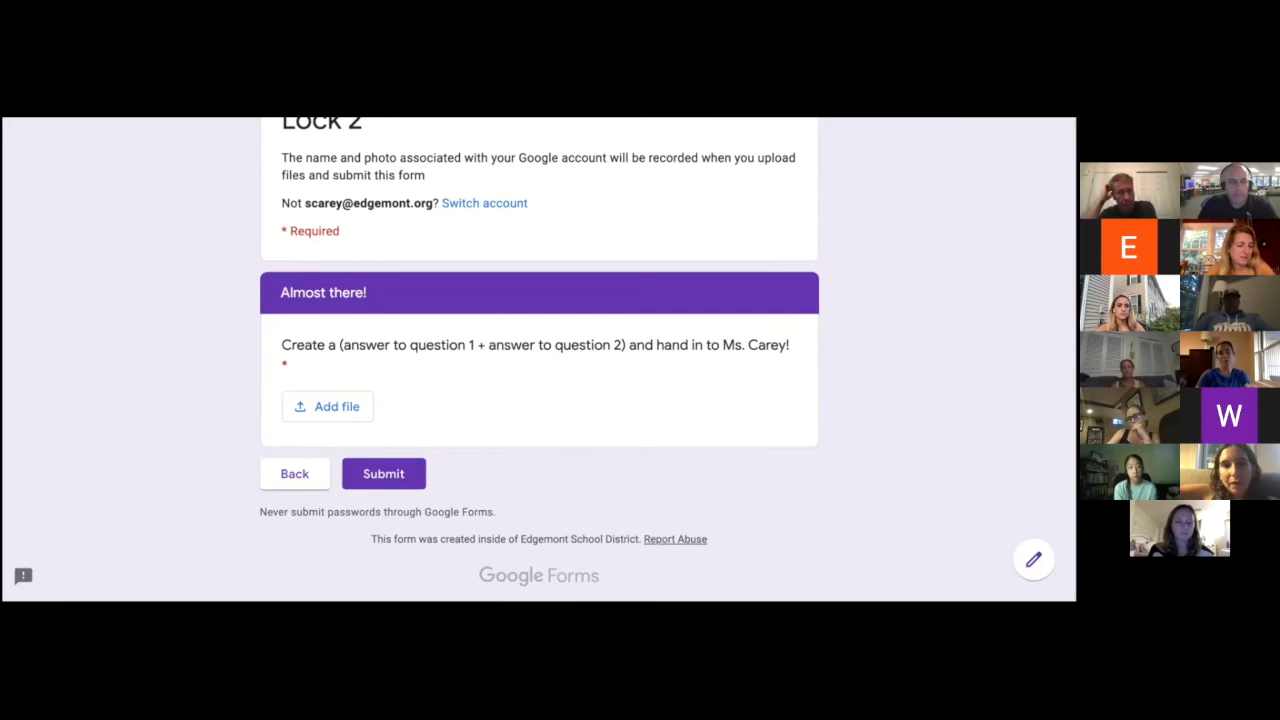 Lock 2
The name and photo associated with your Google account will be recorded when you upload
files and submit this form
Not scarey@edgemont.org? Switch account
* Required
Almost there!
Create a (answer to question 1 + answer to question 2) and hand in to Ms. Carey!
*
Add file
Back
Submit
Never submit passwords through Google Forms.
This form was created inside of Edgemont School District. Report Abuse
Google Forms
E
W